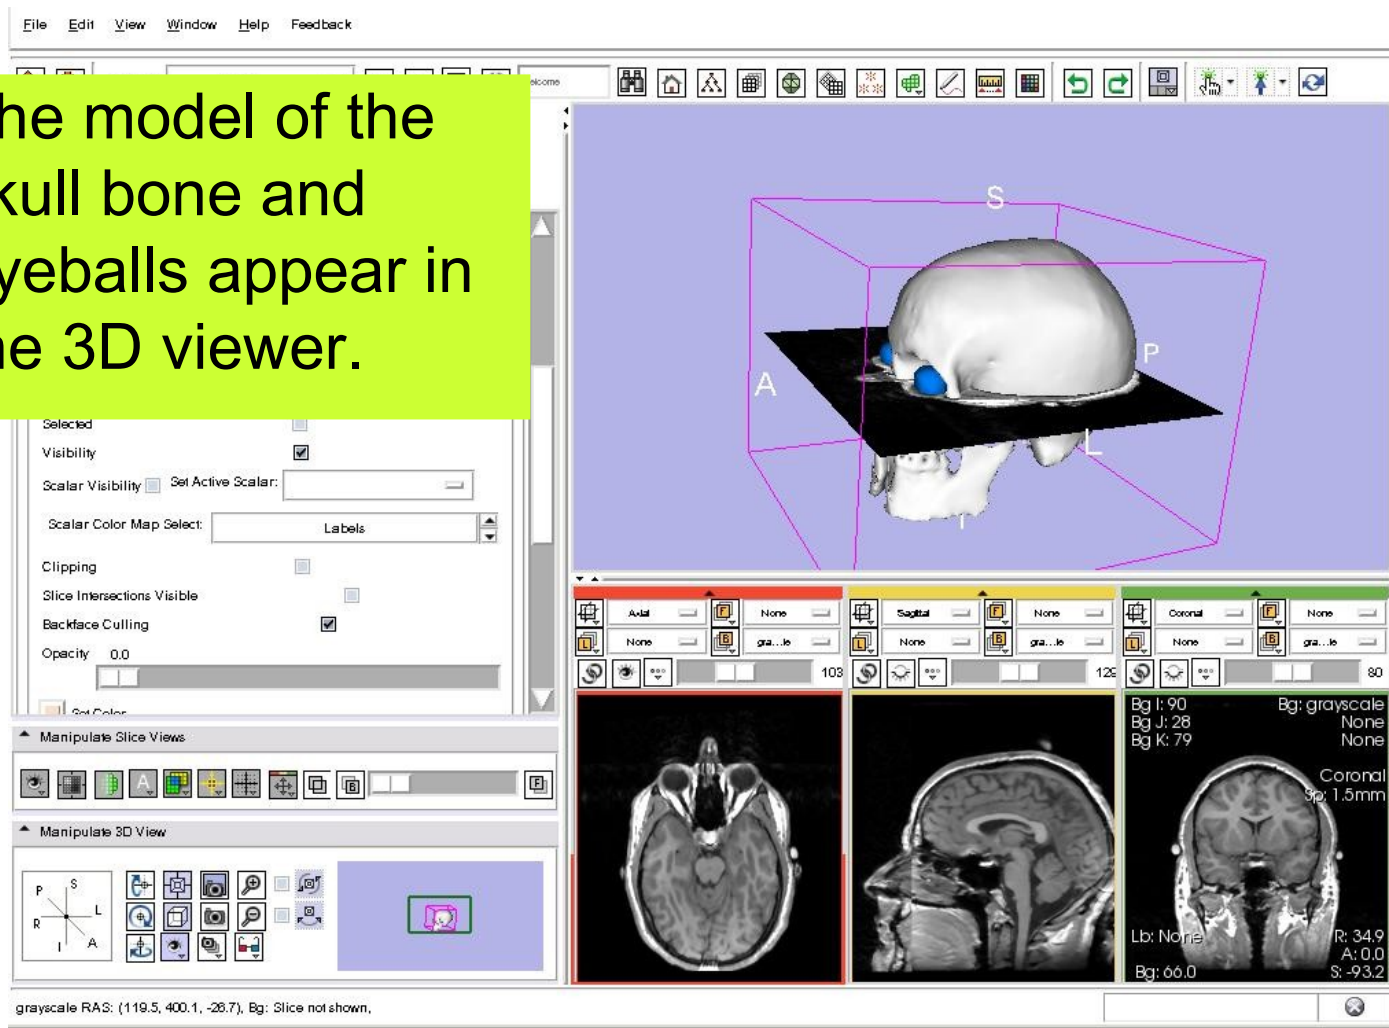 File Edit View Window Help Feedback
he model of the
kull bone and
yeballs appear in
he 3D viewer.
S
P
A
L
I
Selected
Visibility
Scalar Visibility Set Active Scalar:
Scalar Color Map Select: Labels
Clipping
Slice Intersections Visible
Backface Culling
Opacity 0.0
Set Color
Manipulate Slice Views
A
B
F
Manipulate 3D View
P S
R L
I A
Axial F None
L None B gra...le
103
Sagittal F None
L None B gra...le
129
Coronal F None
L None B gra...le
80
Bg I: 90 Bg: grayscale
Bg J: 28 None
Bg K: 79 None
Coronal
Sp: 1.5mm
Lb: None R: 34.9
A: 0.0
Bg: 66.0 S: -93.2
grayscale RAS: (119.5, 400.1, -26.7), Bg: Slice not shown,